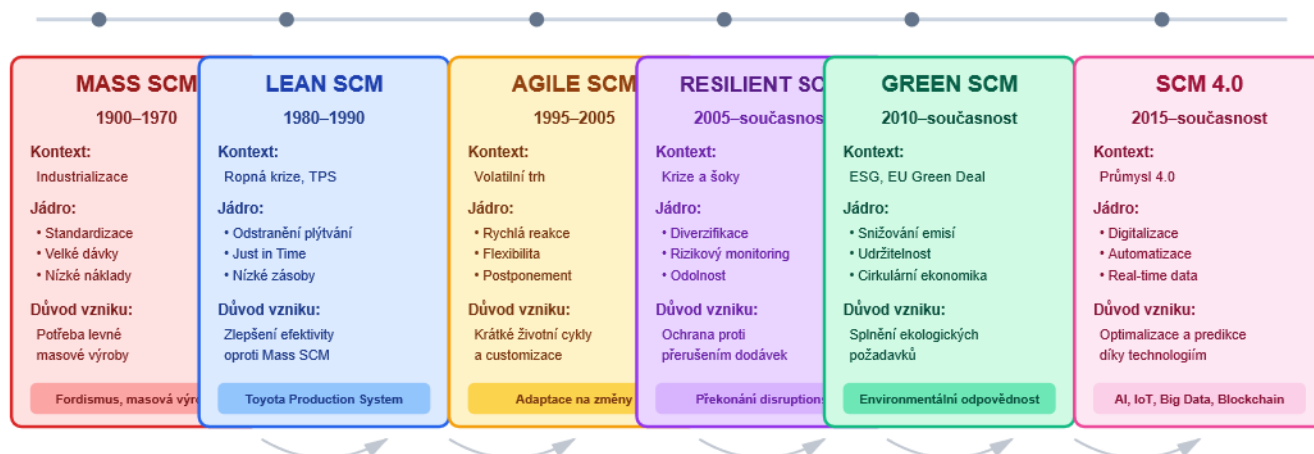 MASS SCM
1900–1970
Kontext:
Industrializace
Jádro:
• Standardizace
• Velké dávky
• Nízké náklady
Důvod vzniku:
Potřeba levné
masové výroby
Fordismus, masová výro
LEAN SCM
1980–1990
Kontext:
Ropná krize, TPS
Jádro:
• Odstranění plýtvání
• Just in Time
• Nízké zásoby
Důvod vzniku:
Zlepšení efektivity
oproti Mass SCM
Toyota Production System
AGILE SCM
1995–2005
Kontext:
Volatilní trh
Jádro:
• Rychlá reakce
• Flexibilita
• Postponement
Důvod vzniku:
Krátké životní cykly
a customizace
Adaptace na změny
RESILIENT SC
2005–současnos
Kontext:
Krize a šoky
Jádro:
• Diverzifikace
• Rizikový monitoring
• Odolnost
Důvod vzniku:
Ochrana proti
přerušením dodávek
Překonání disruptions
GREEN SCM
2010–současnost
Kontext:
ESG, EU Green Deal
Jádro:
• Snižování emisí
• Udržitelnost
• Cirkulární ekonomika
Důvod vzniku:
Splnění ekologických
požadavků
Environmentální odpovědnost
SCM 4.0
2015–současnost
Kontext:
Průmysl 4.0
Jádro:
• Digitalizace
• Automatizace
• Real-time data
Důvod vzniku:
Optimalizace a predikce
díky technologiím
AI, IoT, Big Data, Blockchain